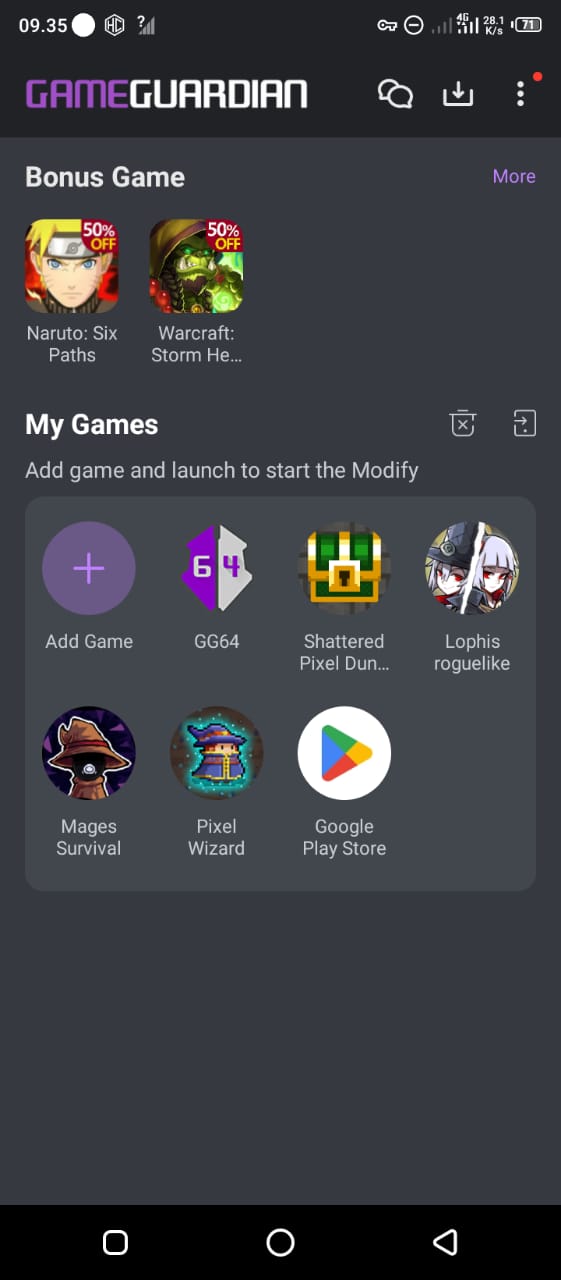 09.35
HC
?
4G
28.1
K/s
71
GAMEGUARDIAN
Bonus Game
More
50%
OFF
50%
OFF
Naruto: Six
Paths
Warcraft:
Storm He...
My Games
Add game and launch to start the Modify
64
Add Game
GG64
Shattered
Pixel Dun...
Lophis
roguelike
Mages
Survival
Pixel
Wizard
Google
Play Store